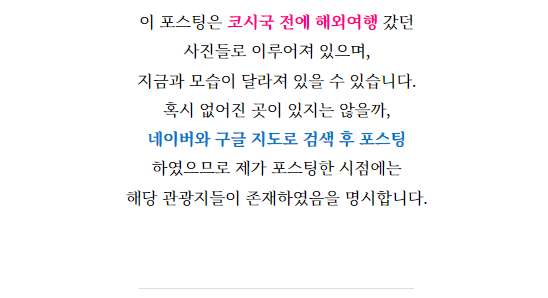 이 포스팅은 코시국 전에 해외여행 갔던
사진들로 이루어져 있으며,
지금과 모습이 달라져 있을 수 있습니다.
혹시 없어진 곳이 있지는 않을까,
네이버와 구글 지도로 검색 후 포스팅
하였으므로 제가 포스팅한 시점에는
해당 관광지들이 존재하였음을 명시합니다.